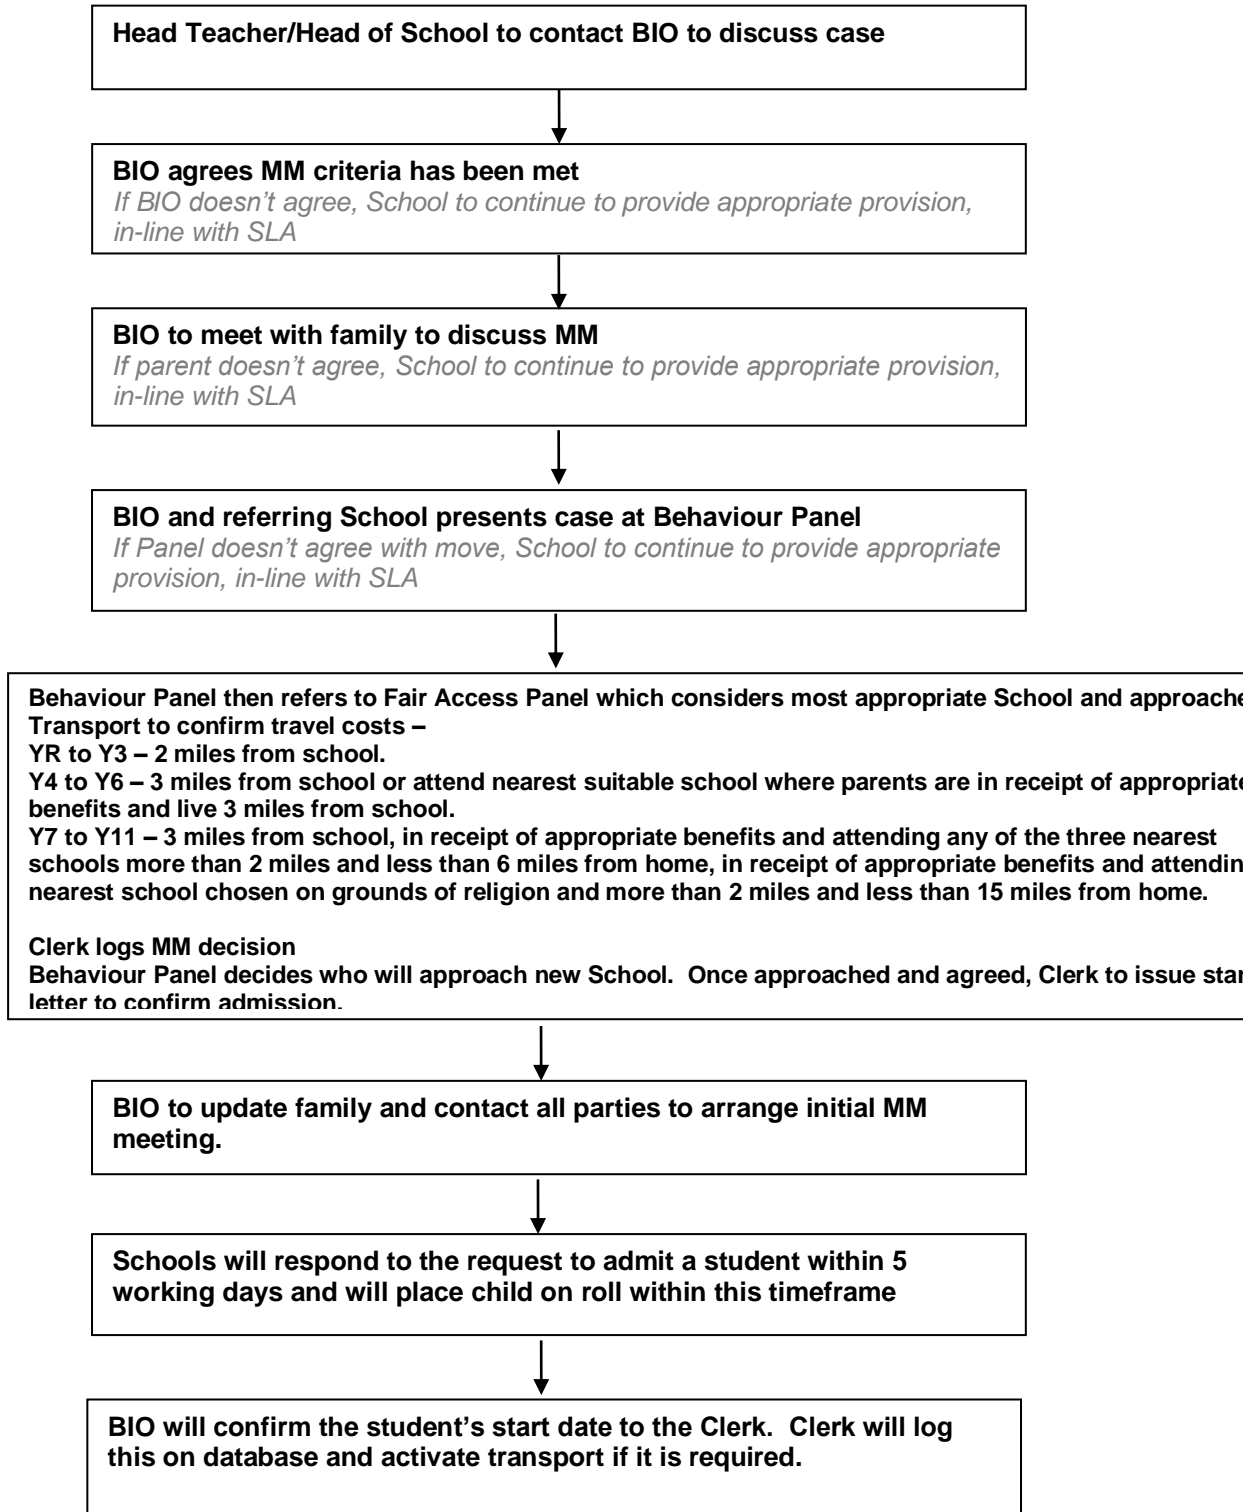 Head Teacher/Head of School to contact BIO to discuss case
BIO agrees MM criteria has been met
If BIO doesn't agree, School to continue to provide appropriate provision,
in-line with SLA
BIO to meet with family to discuss MM
If parent doesn't agree, School to continue to provide appropriate provision,
in-line with SLA
BIO and referring School presents case at Behaviour Panel
If Panel doesn't agree with move, School to continue to provide appropriate
provision, in-line with SLA
Behaviour Panel then refers to Fair Access Panel which considers most appropriate School and approache
Transport to confirm travel costs –
YR to Y3 – 2 miles from school.
Y4 to Y6 – 3 miles from school or attend nearest suitable school where parents are in receipt of appropriate
benefits and live 3 miles from school.
Y7 to Y11 – 3 miles from school, in receipt of appropriate benefits and attending any of the three nearest
schools more than 2 miles and less than 6 miles from home, in receipt of appropriate benefits and attendin
nearest school chosen on grounds of religion and more than 2 miles and less than 15 miles from home.
Clerk logs MM decision
Behaviour Panel decides who will approach new School.  Once approached and agreed, Clerk to issue star
letter to confirm admission.
BIO to update family and contact all parties to arrange initial MM
meeting.
Schools will respond to the request to admit a student within 5
working days and will place child on roll within this timeframe
BIO will confirm the student's start date to the Clerk.  Clerk will log
this on database and activate transport if it is required.